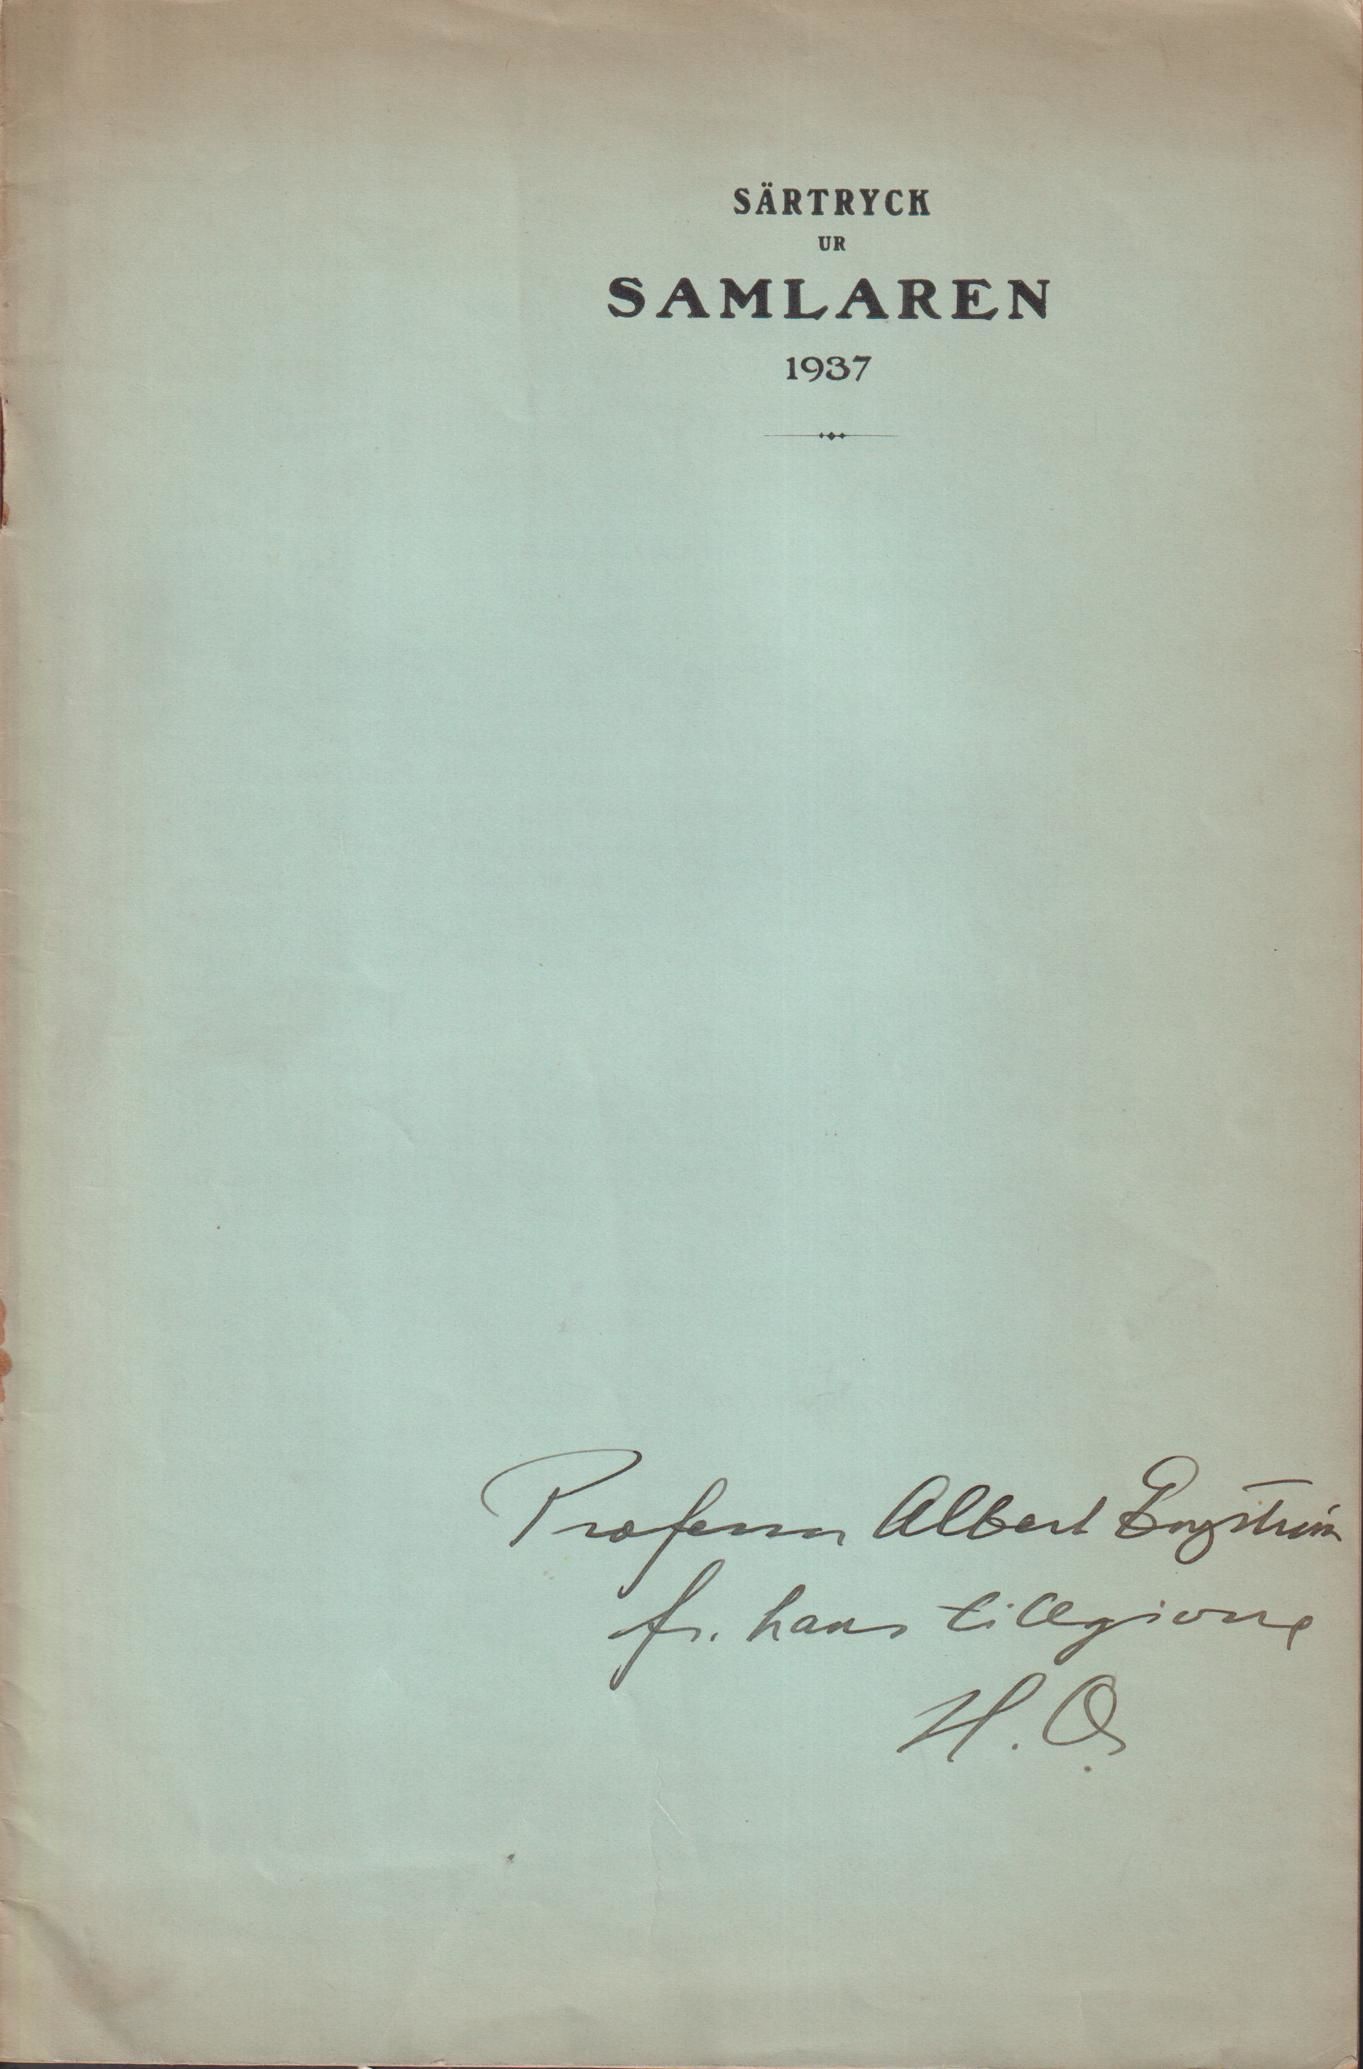 SÄRTRYCK
UR
SAMLAREN
1937
Professor Albert Engström
fr. hans tillgivne
H. O.